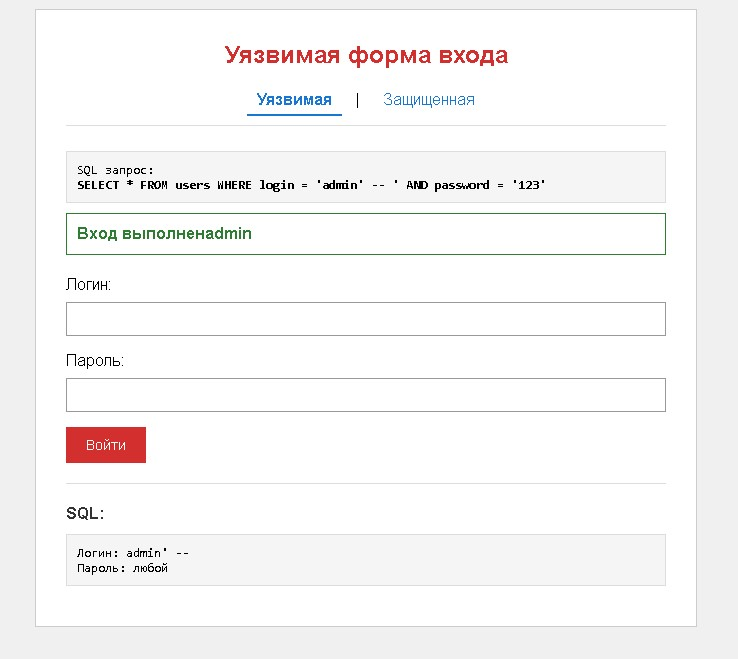 Уязвимая форма входа
Уязвимая | Защищенная
SQL запрос:
SELECT * FROM users WHERE login = 'admin' -- ' AND password = '123'
Вход выполненadmin
Логин:
Пароль:
Войти
SQL:
Логин: admin' --
Пароль: любой